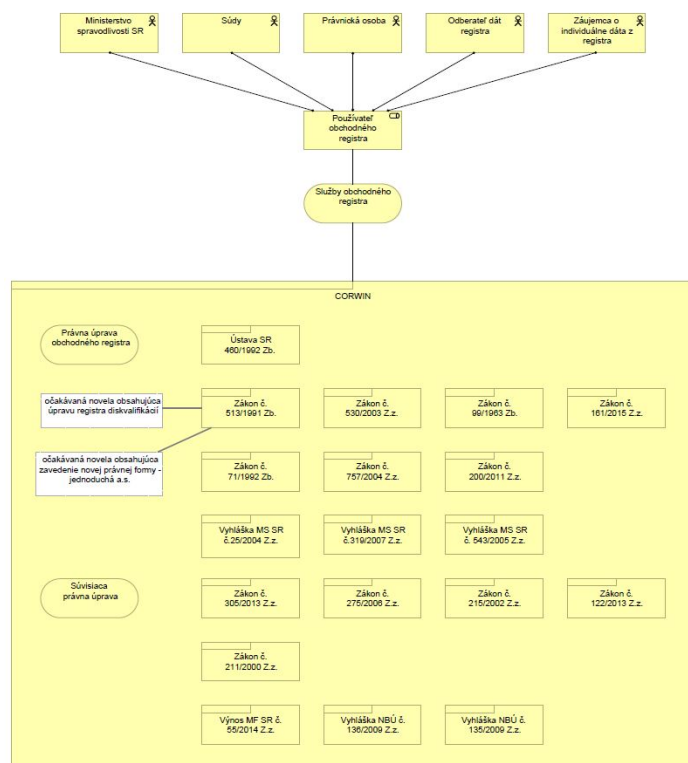 Ministerstvo
spravodlivosti SR
Súdy
Právnická osoba
Odberateľ dát
registra
Záujemca o
individuálne dáta z
registra
Používateľ
obchodného
registra
Služby obchodného
registra
CORWIN
Právna úprava
obchodného registra
Ústava SR
460/1992 Zb.
očakávaná novela obsahujúca
úpravu registra diskvalifikácií
Zákon č.
513/1991 Zb.
Zákon č.
530/2003 Z.z.
Zákon č.
99/1963 Zb.
Zákon č.
161/2015 Z.z.
očakávaná novela obsahujúca
zavedenie novej právnej formy -
jednoduchá a.s.
Zákon č.
71/1992 Zb.
Zákon č.
757/2004 Z.z.
Zákon č.
200/2011 Z.z.
Vyhláška MS SR
č.25/2004 Z.z.
Vyhláška MS SR
č.319/2007 Z.z.
Vyhláška MS SR
č. 543/2005 Z.z.
Súvisiaca
právna úprava
Zákon č.
305/2013 Z.z.
Zákon č.
275/2006 Z.z.
Zákon č.
215/2002 Z.z.
Zákon č.
122/2013 Z.z.
Zákon č.
211/2000 Z.z.
Výnos MF SR č.
55/2014 Z.z.
Vyhláška NBÚ č.
136/2009 Z.z.
Vyhláška NBÚ č.
135/2009 Z.z.